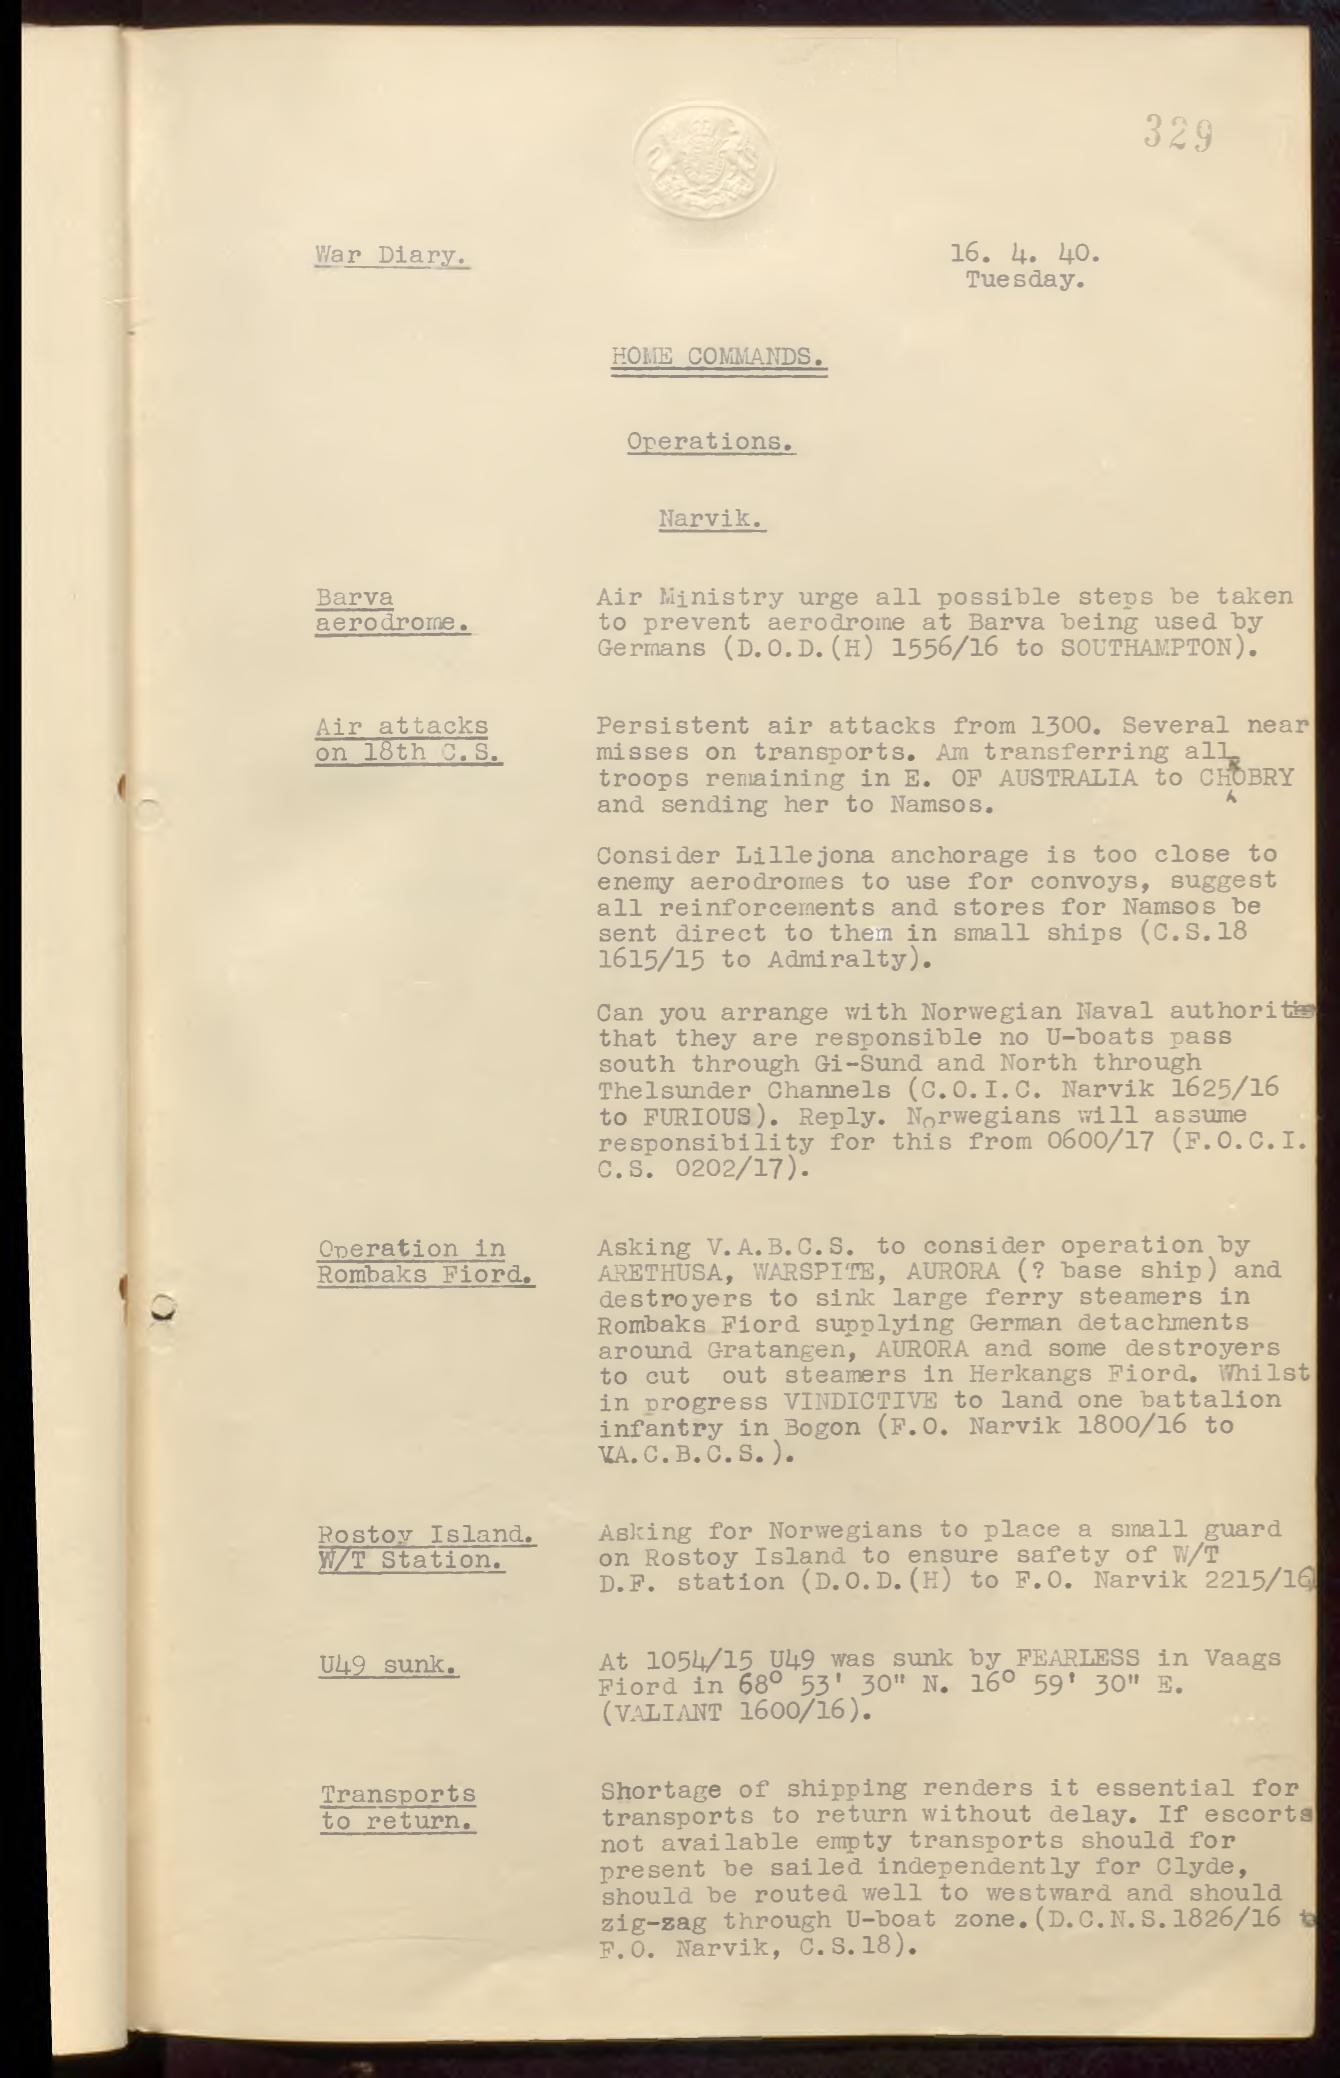 329
War Diary.
16. 4. 40.
Tuesday.
HOME COMMANDS.
Operations.
Narvik.
Barva
aerodrome.
Air Ministry urge all possible steps be taken
to prevent aerodrome at Barva being used by
Germans (D.O.D.(H) 1556/16 to SOUTHAMPTON).
Air attacks
on 18th C.S.
Persistent air attacks from 1300. Several near
misses on transports. Am transferring all
troops remaining in E. OF AUSTRALIA to CHROBRY
and sending her to Namsos.
Consider Lillejona anchorage is too close to
enemy aerodromes to use for convoys, suggest
all reinforcements and stores for Namsos be
sent direct to them in small ships (C.S.18
1615/15 to Admiralty).
Can you arrange with Norwegian Naval authorities
that they are responsible no U-boats pass
south through Gi-Sund and North through
Thelsunder Channels (C.O.I.C. Narvik 1625/16
to FURIOUS). Reply. Norwegians will assume
responsibility for this from 0600/17 (F.O.C.I.
C.S. 0202/17).
Operation in
Rombaks Fiord.
Asking V.A.B.C.S. to consider operation by
ARETHUSA, WARSPITE, AURORA (? base ship) and
destroyers to sink large ferry steamers in
Rombaks Fiord supplying German detachments
around Gratangen, AURORA and some destroyers
to cut out steamers in Herkangs Fiord. Whilst
in progress VINDICTIVE to land one battalion
infantry in Bogon (F.O. Narvik 1800/16 to
V.A.C.B.C.S.).
Rostoy Island.
W/T Station.
Asking for Norwegians to place a small guard
on Rostoy Island to ensure safety of W/T
D.F. station (D.O.D.(H) to F.O. Narvik 2215/16)
U49 sunk.
At 1054/15 U49 was sunk by FEARLESS in Vaags
Fiord in 68° 53' 30" N. 16° 59' 30" E.
(VALIANT 1600/16).
Transports
to return.
Shortage of shipping renders it essential for
transports to return without delay. If escorts
not available empty transports should for
present be sailed independently for Clyde,
should be routed well to westward and should
zig-zag through U-boat zone.(D.C.N.S.1826/16 to
F.O. Narvik, C.S.18).